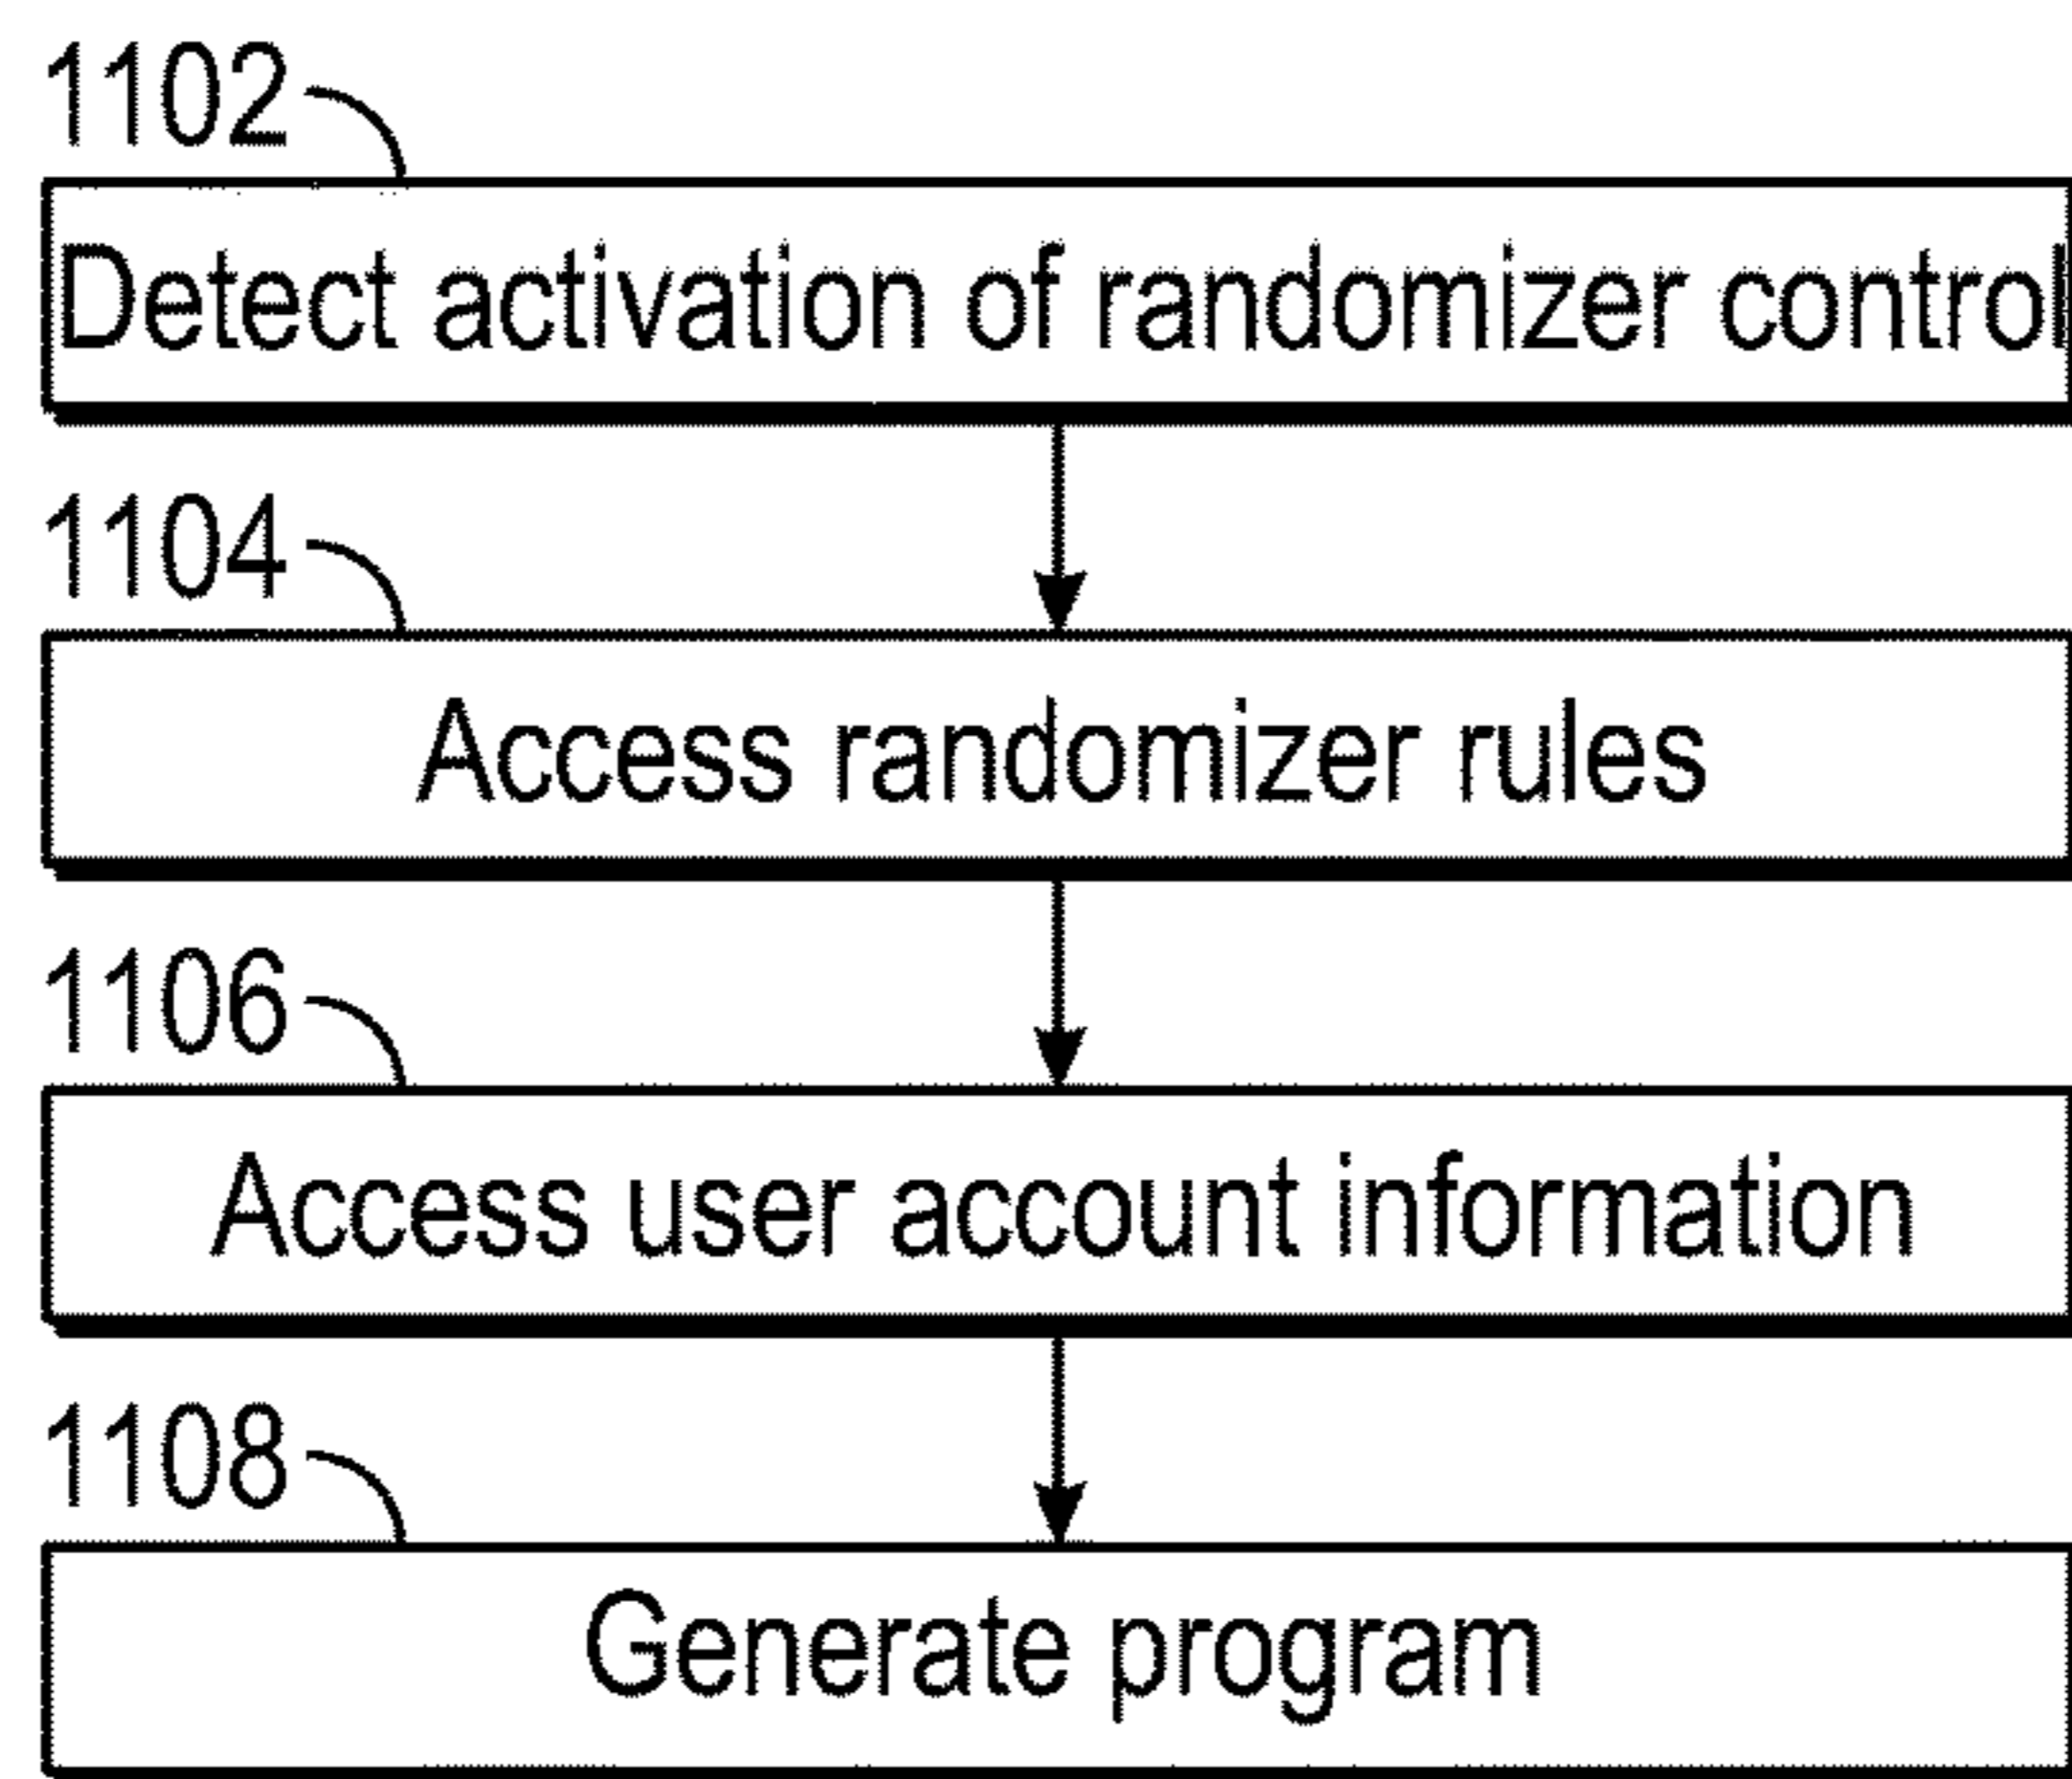 1102
Detect activation of randomizer control
1104
Access randomizer rules
1106
Access user account information
1108
Generate program